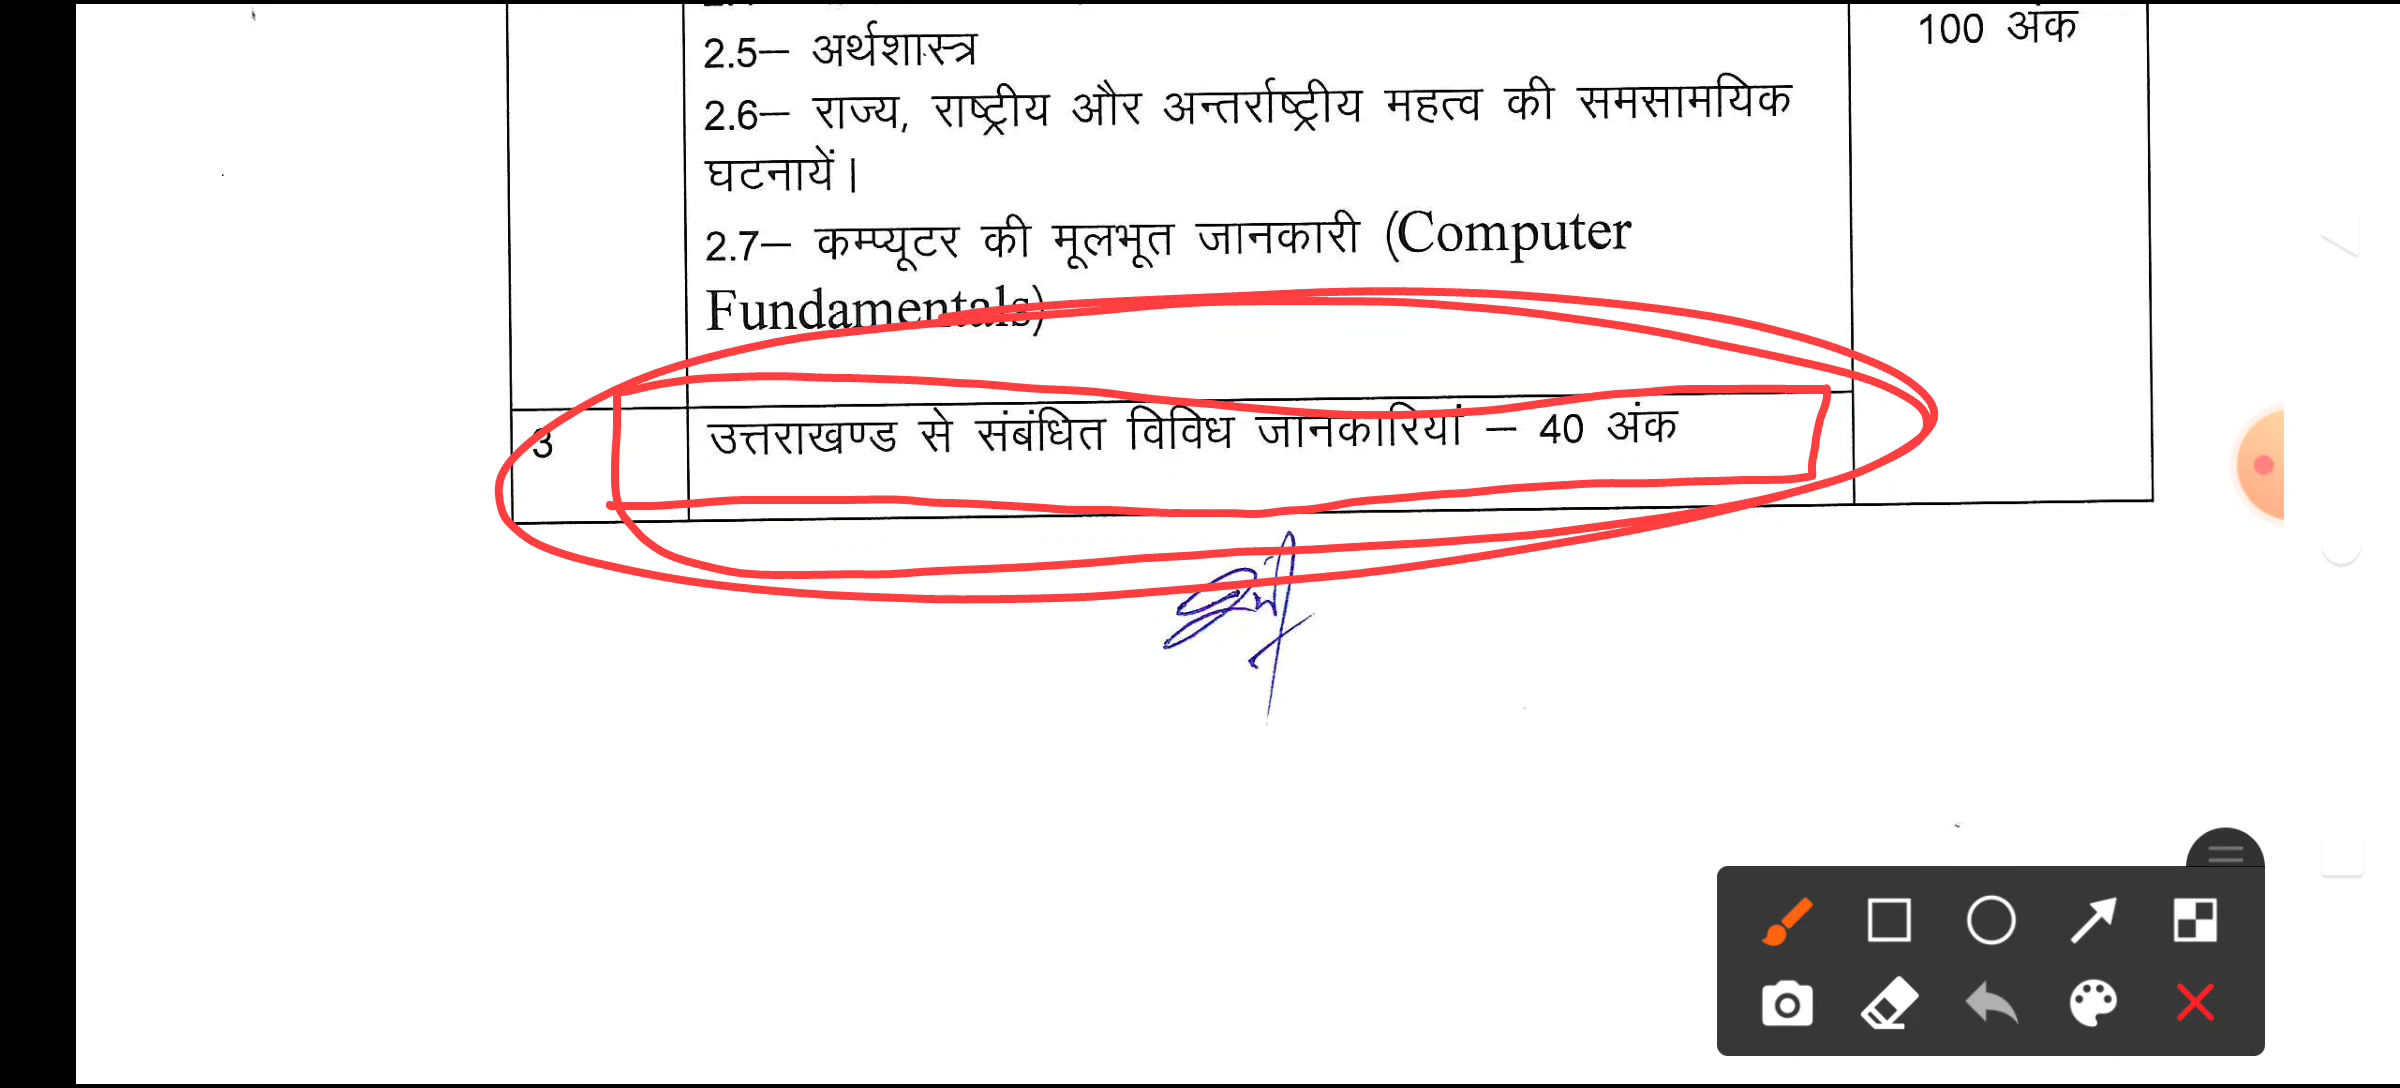 2.5— अर्थशास्त्र
100 अंक
2.6— राज्य, राष्ट्रीय और अन्तर्राष्ट्रीय महत्व की समसामयिक
घटनायें।
2.7— कम्प्यूटर की मूलभूत जानकारी (Computer
Fundamentals)
3 उत्तराखण्ड से संबंधित विविध जानकारियां – 40 अंक